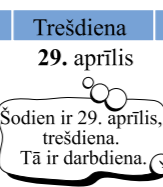 Trešdiena
29. aprīlis
Šodien ir 29. aprīlis,
trešdiena.
Tā ir darbdiena.